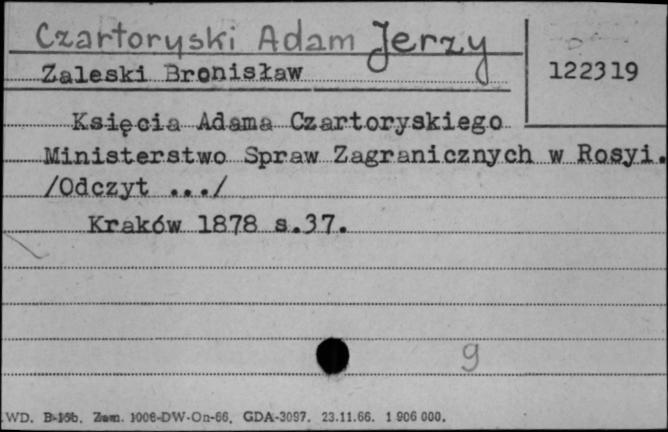 Czartoryski Adam Jerzy
Zaleski Bronisław
122319
Księcia Adama Czartoryskiego
Ministerstwo Spraw Zagranicznych w Rosyi.
/Odczyt .../
Kraków 1878 s.37.
9
WD. B-16b. Zam. 1006-DW-On-66. GDA-3097. 23.11.66. 1 906 000.